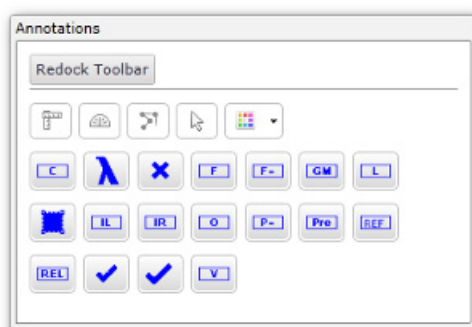 Annotations
Redock Toolbar
C λ F F- GM L
IL IR O P- Pre REF
REL V